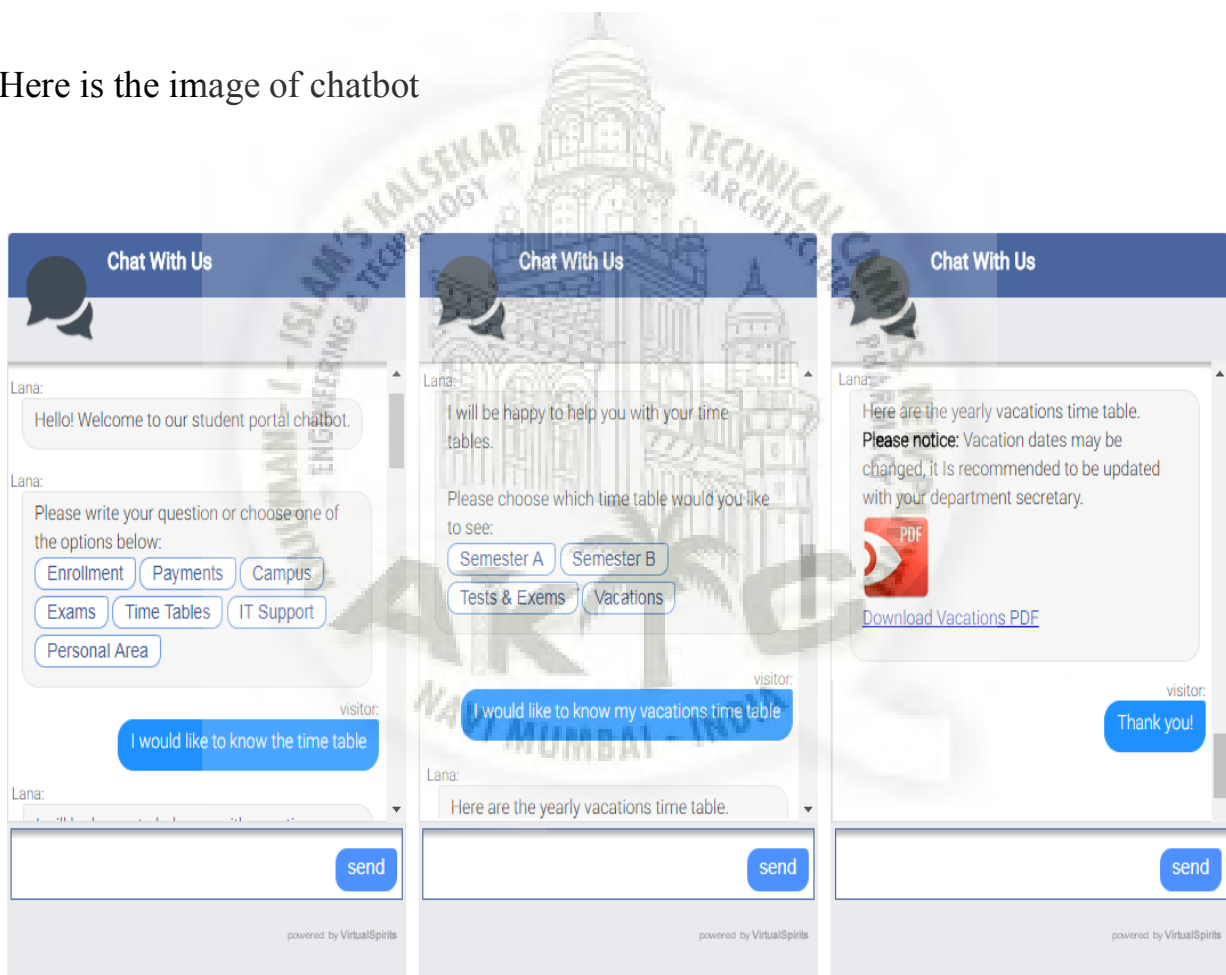 Here is the image of chatbot
Chat With Us
Lana:
Hello! Welcome to our student portal chatbot.
Lana:
Please write your question or choose one of
the options below:
Enrollment Payments Campus
Exams Time Tables IT Support
Personal Area
visitor:
I would like to know the time table
Lana:
send
powered by VirtualSpirits
Chat With Us
Lana:
I will be happy to help you with your time
tables.
Please choose which time table would you like
to see:
Semester A Semester B
Tests & Exems Vacations
visitor:
I would like to know my vacations time table
Lana:
Here are the yearly vacations time table.
send
powered by VirtualSpirits
Chat With Us
Lana:
Here are the yearly vacations time table.
Please notice: Vacation dates may be
changed, it Is recommended to be updated
with your department secretary.
PDF
Download Vacations PDF
visitor:
Thank you!
send
powered by VirtualSpirits
ISLAM'S KALSEKAR TECHNICAL
ENGINEERING & TECHNOLOGY ARCHITECTURE
AKTC
NAVI MUMBAI - INDIA